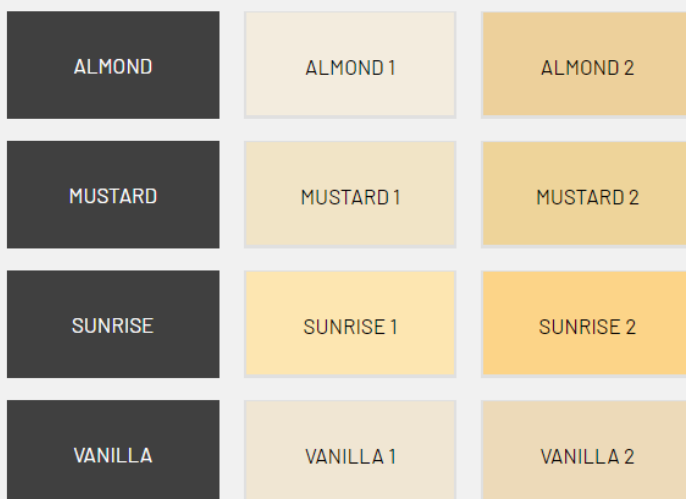 ALMOND
ALMOND 1
ALMOND 2
MUSTARD
MUSTARD 1
MUSTARD 2
SUNRISE
SUNRISE 1
SUNRISE 2
VANILLA
VANILLA 1
VANILLA 2